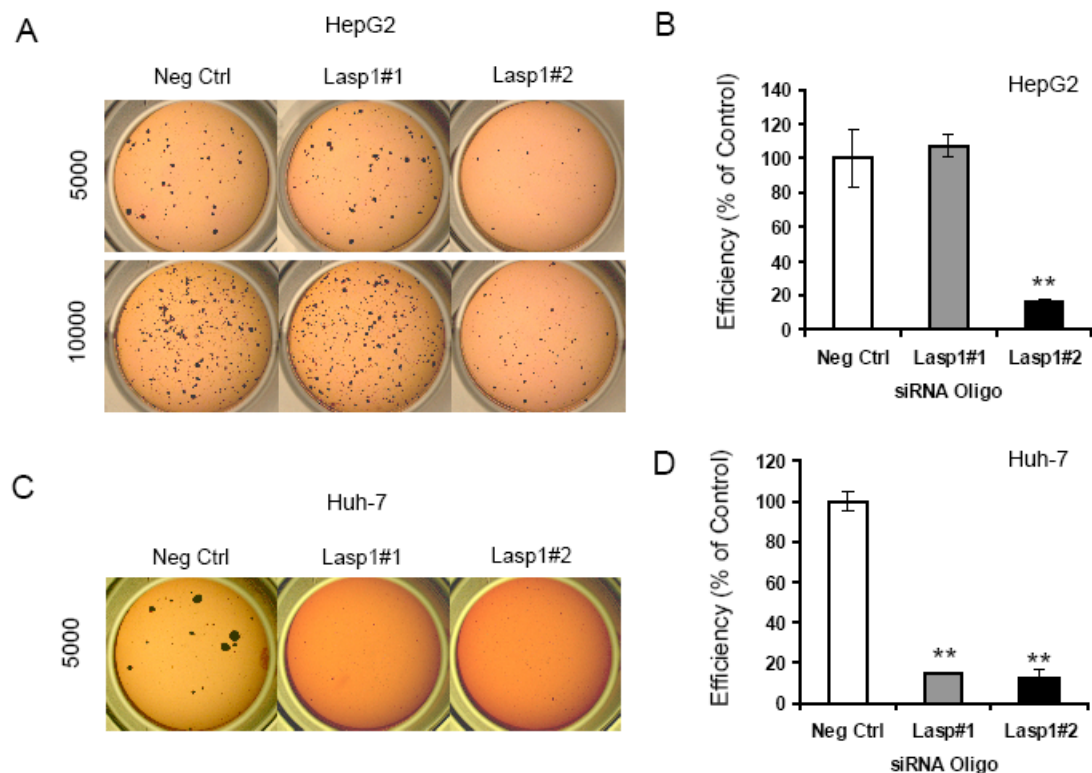 A
HepG2
Neg Ctrl Lasp1#1 Lasp1#2
5000
10000
B
HepG2
Efficiency (% of Control)
140
120
100
80
60
40
20
0
**
Neg Ctrl Lasp1#1 Lasp1#2
siRNA Oligo
C
Huh-7
Neg Ctrl Lasp1#1 Lasp1#2
5000
D
Huh-7
Efficiency (% of Control)
120
100
80
60
40
20
0
** **
Neg Ctrl Lasp#1 Lasp1#2
siRNA Oligo